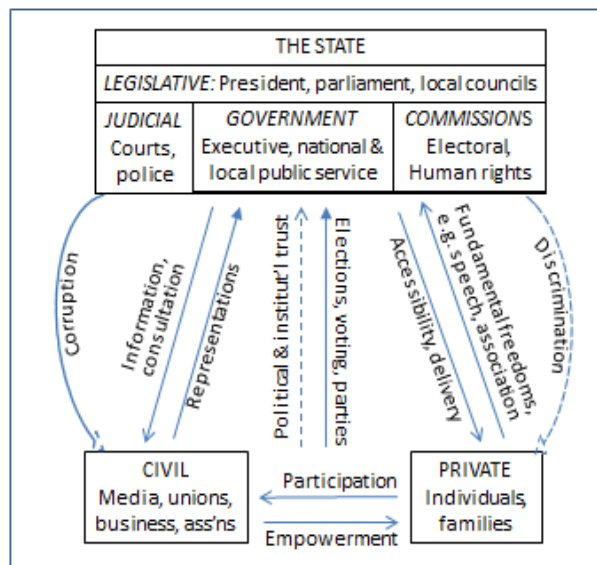 THE STATE
LEGISLATIVE: President, parliament, local councils
JUDICIAL
Courts,
police
GOVERNMENT
Executive, national &
local public service
COMMISSIONS
Electoral,
Human rights
Corruption
Information,
consultation
Representations
Political & institut'l trust
Elections, voting, parties
Accessibility, delivery
Fundamental freedoms,
e.g. speech, association
Discrimination
CIVIL
Media, unions,
business, ass'ns
Participation
Empowerment
PRIVATE
Individuals,
families